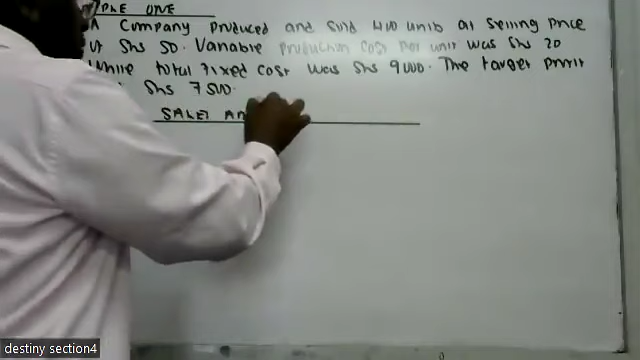 PLE ONE
A Company produced and sold 400 units at selling price
of Shs 50. Variable production cost per unit was Shs 20
While total fixed cost was Shs 9000. The target profit
Shs 7500.
SALES AN
destiny section4